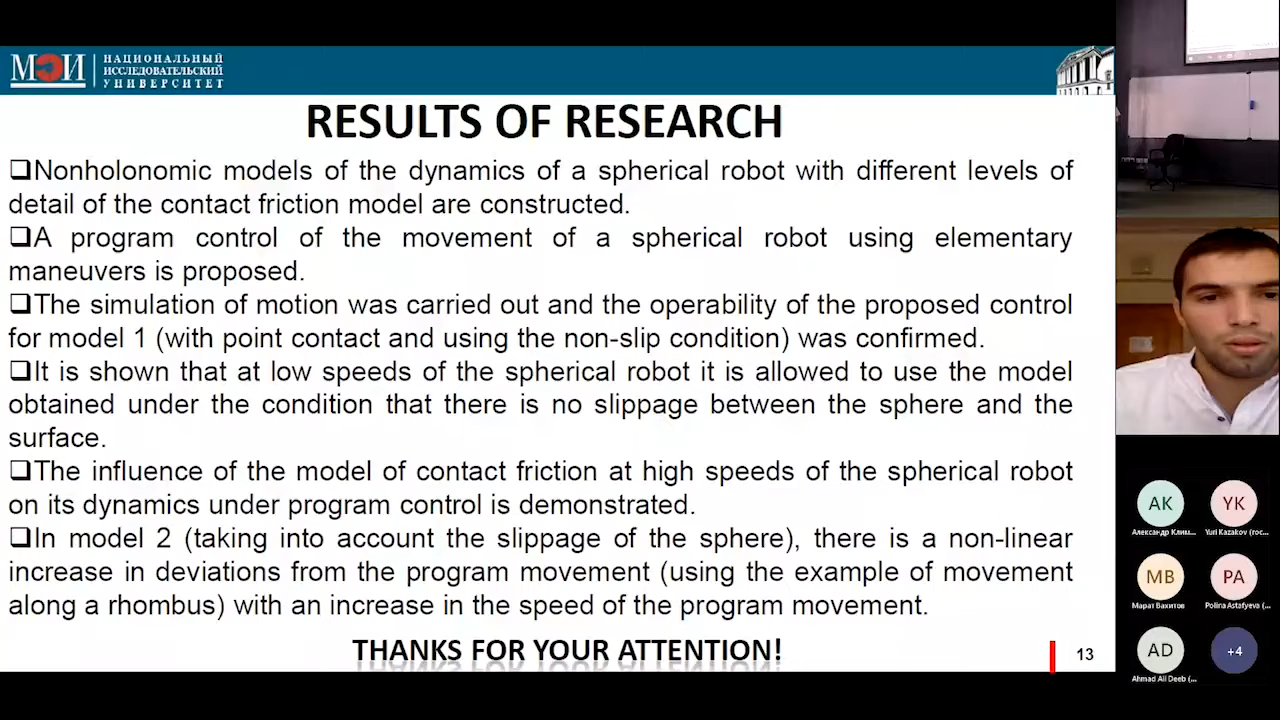 МЭИ
НАЦИОНАЛЬНЫЙ
ИССЛЕДОВАТЕЛЬСКИЙ
УНИВЕРСИТЕТ
RESULTS OF RESEARCH
❑Nonholonomic models of the dynamics of a spherical robot with different levels of
detail of the contact friction model are constructed.
❑A program control of the movement of a spherical robot using elementary
maneuvers is proposed.
❑The simulation of motion was carried out and the operability of the proposed control
for model 1 (with point contact and using the non-slip condition) was confirmed.
❑It is shown that at low speeds of the spherical robot it is allowed to use the model
obtained under the condition that there is no slippage between the sphere and the
surface.
❑The influence of the model of contact friction at high speeds of the spherical robot
on its dynamics under program control is demonstrated.
❑In model 2 (taking into account the slippage of the sphere), there is a non-linear
increase in deviations from the program movement (using the example of movement
along a rhombus) with an increase in the speed of the program movement.
THANKS FOR YOUR ATTENTION!
13
AK
Александр Клим...
YK
Yuri Kazakov (гос...
MB
Марат Вахитов
PA
Polina Astafyeva (...
AD
Ahmad Ali Deeb (...
+4